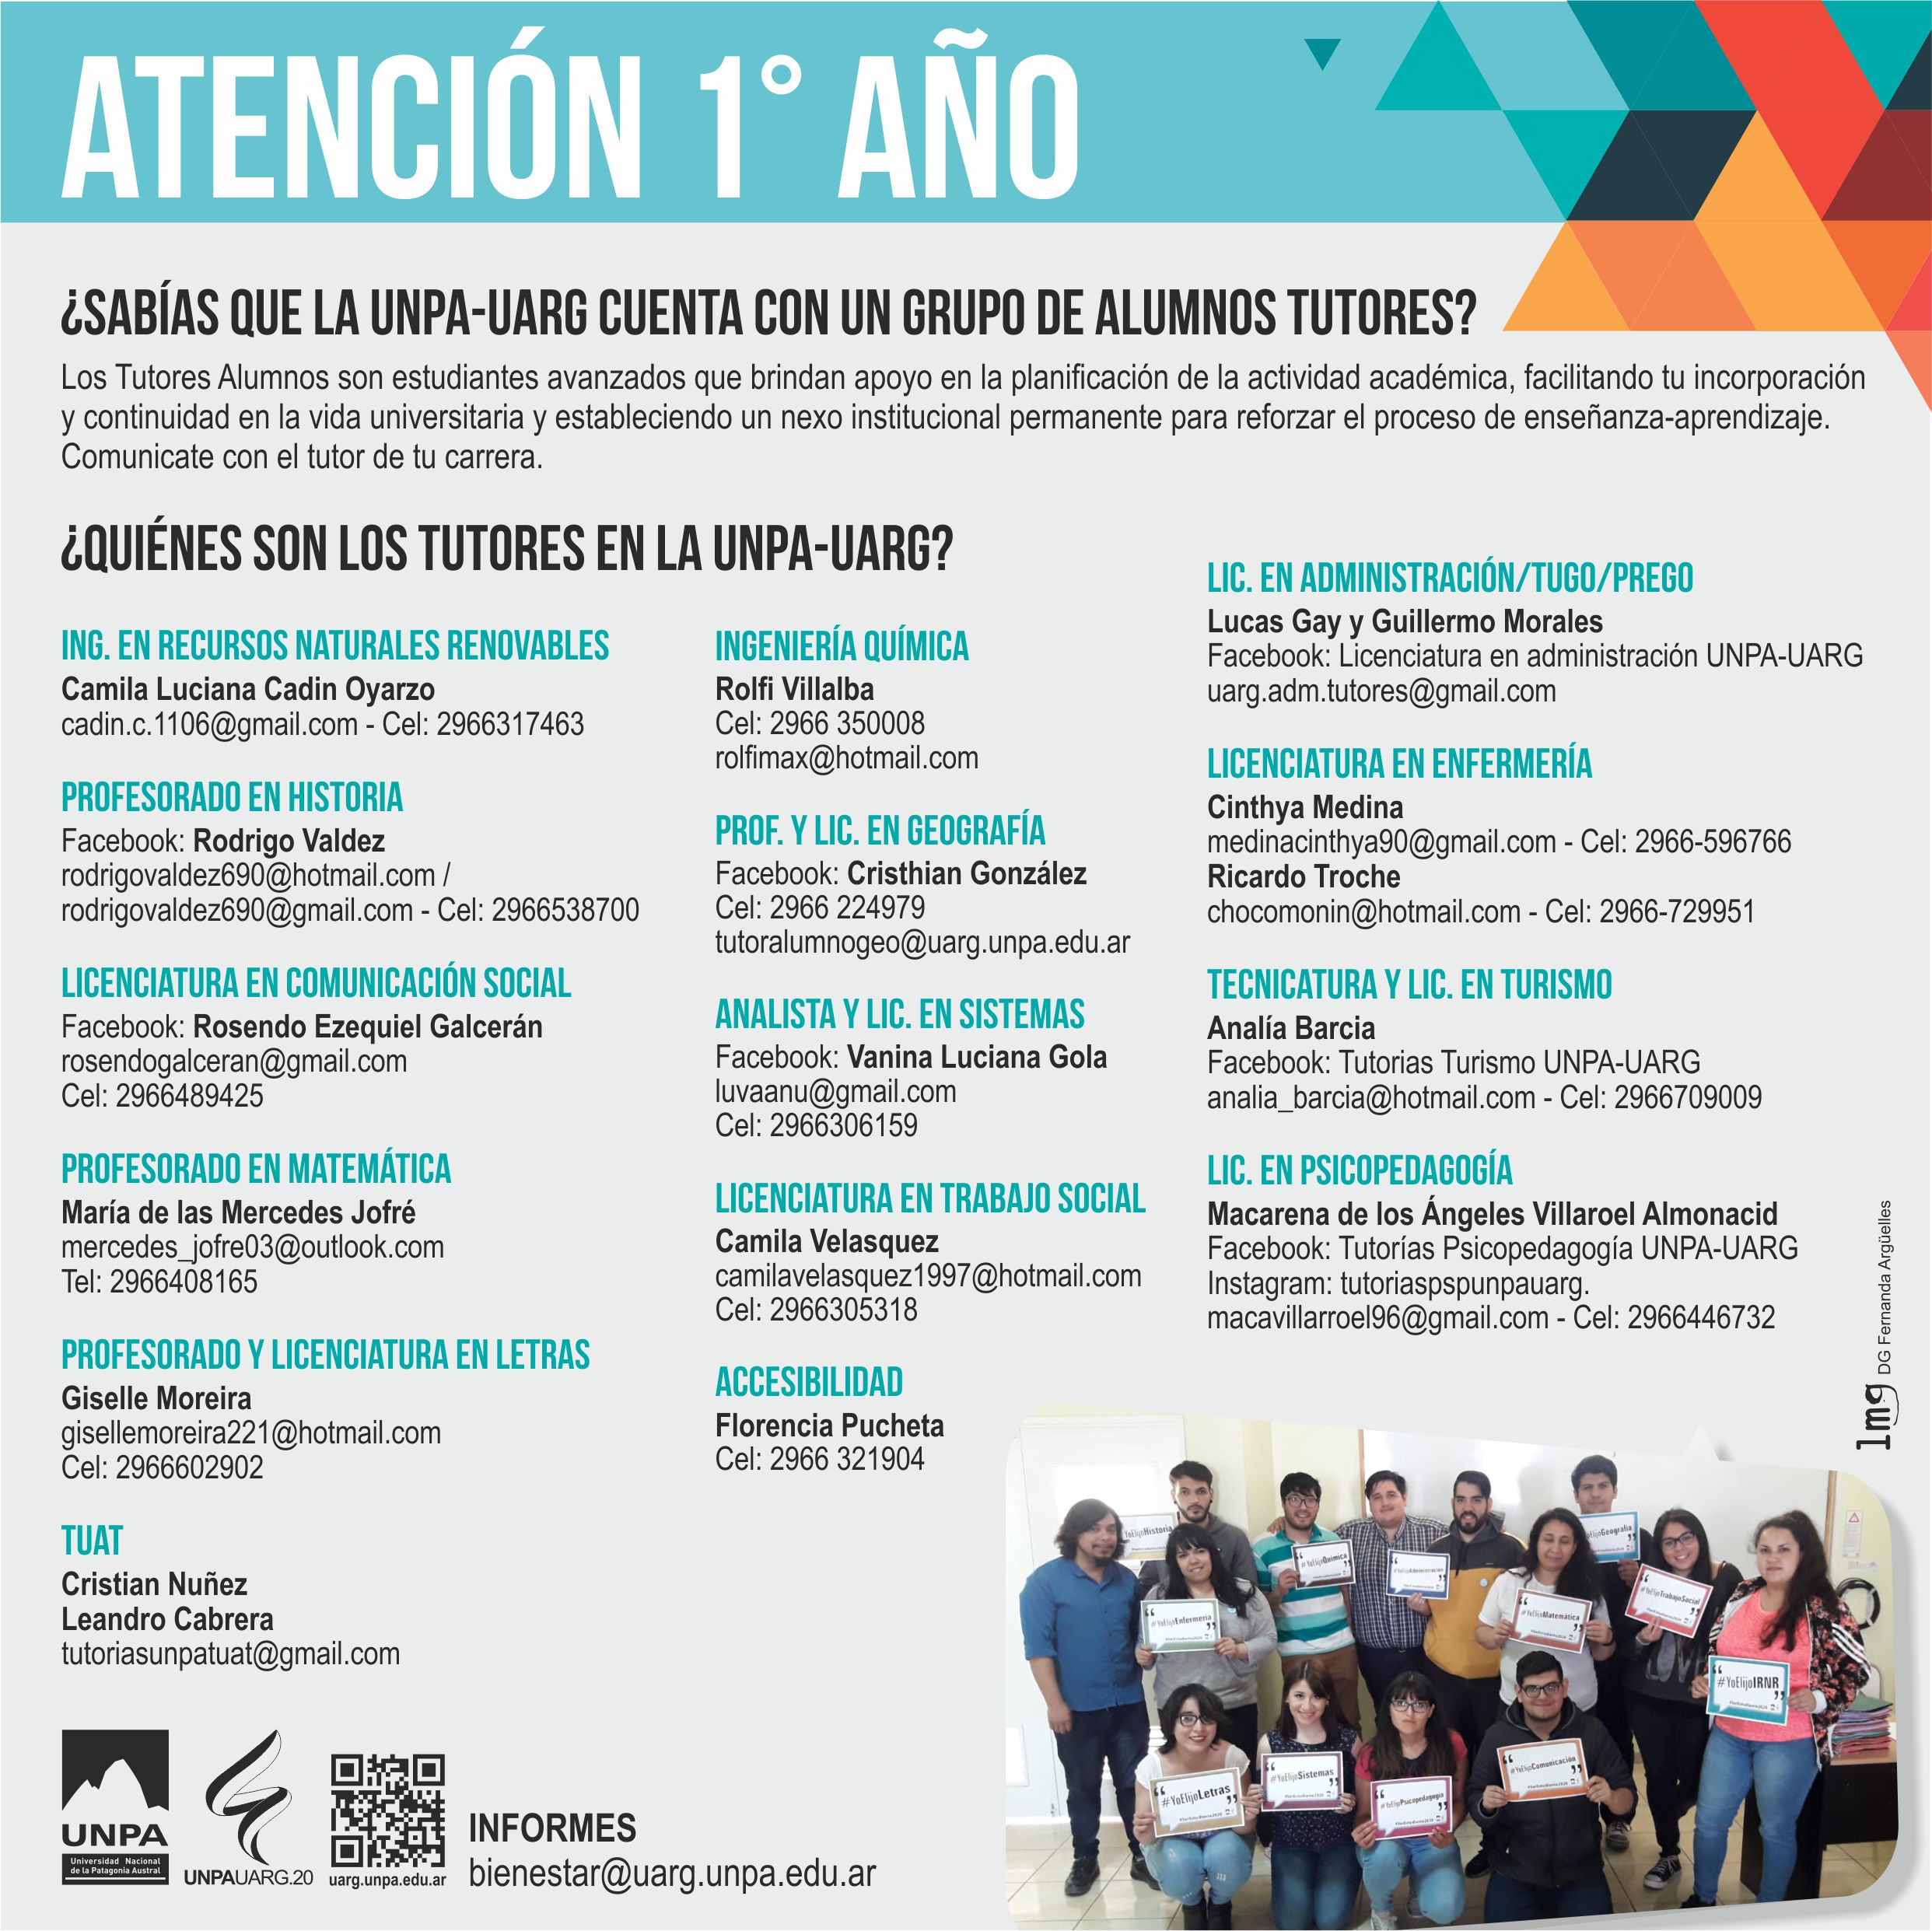 ATENCIÓN 1° AÑO
¿SABÍAS QUE LA UNPA-UARG CUENTA CON UN GRUPO DE ALUMNOS TUTORES?
Los Tutores Alumnos son estudiantes avanzados que brindan apoyo en la planificación de la actividad académica, facilitando tu incorporación
y continuidad en la vida universitaria y estableciendo un nexo institucional permanente para reforzar el proceso de enseñanza-aprendizaje.
Comunicate con el tutor de tu carrera.
¿QUIÉNES SON LOS TUTORES EN LA UNPA-UARG?
ING. EN RECURSOS NATURALES RENOVABLES
Camila Luciana Cadin Oyarzo
cadin.c.1106@gmail.com - Cel: 2966317463
PROFESORADO EN HISTORIA
Facebook: Rodrigo Valdez
rodrigovaldez690@hotmail.com /
rodrigovaldez690@gmail.com - Cel: 2966538700
LICENCIATURA EN COMUNICACIÓN SOCIAL
Facebook: Rosendo Ezequiel Galcerán
rosendogalceran@gmail.com
Cel: 2966489425
PROFESORADO EN MATEMÁTICA
María de las Mercedes Jofré
mercedes_jofre03@outlook.com
Tel: 2966408165
PROFESORADO Y LICENCIATURA EN LETRAS
Giselle Moreira
gisellemoreira221@hotmail.com
Cel: 2966602902
TUAT
Cristian Nuñez
Leandro Cabrera
tutoriasunpatuat@gmail.com
INGENIERÍA QUÍMICA
Rolfi Villalba
Cel: 2966 350008
rolfimax@hotmail.com
PROF. Y LIC. EN GEOGRAFÍA
Facebook: Cristhian González
Cel: 2966 224979
tutoralumnogeo@uarg.unpa.edu.ar
ANALISTA Y LIC. EN SISTEMAS
Facebook: Vanina Luciana Gola
luvaanu@gmail.com
Cel: 2966306159
LICENCIATURA EN TRABAJO SOCIAL
Camila Velasquez
camilavelasquez1997@hotmail.com
Cel: 2966305318
ACCESIBILIDAD
Florencia Pucheta
Cel: 2966 321904
LIC. EN ADMINISTRACIÓN/TUGO/PREGO
Lucas Gay y Guillermo Morales
Facebook: Licenciatura en administración UNPA-UARG
uarg.adm.tutores@gmail.com
LICENCIATURA EN ENFERMERÍA
Cinthya Medina
medinacinthya90@gmail.com - Cel: 2966-596766
Ricardo Troche
chocomonin@hotmail.com - Cel: 2966-729951
TECNICATURA Y LIC. EN TURISMO
Analía Barcia
Facebook: Tutorias Turismo UNPA-UARG
analia_barcia@hotmail.com - Cel: 2966709009
LIC. EN PSICOPEDAGOGÍA
Macarena de los Ángeles Villaroel Almonacid
Facebook: Tutorías Psicopedagogía UNPA-UARG
Instagram: tutoriaspspunpauarg.
macavillarroel96@gmail.com - Cel: 2966446732
lmg DG Fernanda Argüelles
#YoElijoHistoria
#YoElijoQuímica
#YoElijoAdministración
#YoElijoGeografía
#YoElijoEnfermería
#YoElijoMatemática
#YoElijoTrabajoSocial
#YoElijoIRNR
#YoElijoLetras
#YoElijoSistemas
#YoElijoPsicopedagogía
#YoElijoComunicación
UNPA
Universidad Nacional
de la Patagonia Austral
UNPAUARG.20
uarg.unpa.edu.ar
INFORMES
bienestar@uarg.unpa.edu.ar